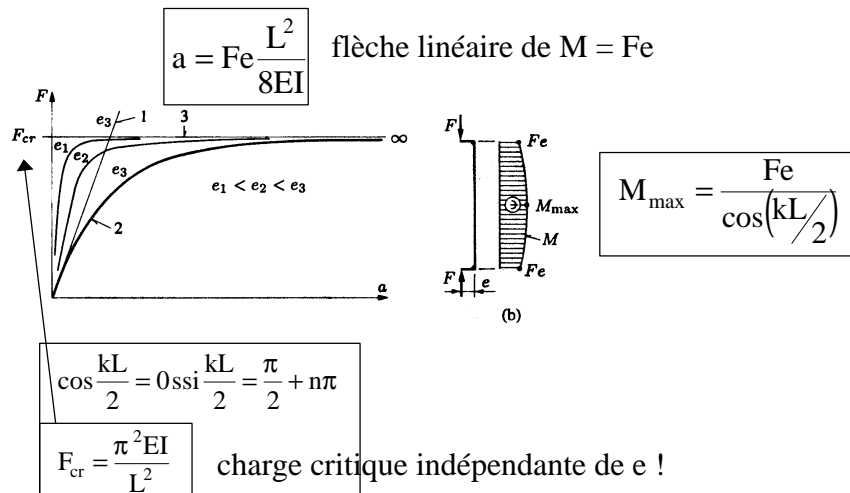 a = Fe L²/8EI flèche linéaire de M = Fe
F
e₃ 1 3
F_cr
e₁ e₂ e₃ ∞
e₁ < e₂ < e₃
2
a
F Fe
M_max
M
F e Fe
(b)
M_max = Fe/cos(kL/2)
cos kL/2 = 0 ssi kL/2 = π/2 + nπ
F_cr = π²EI/L² charge critique indépendante de e !